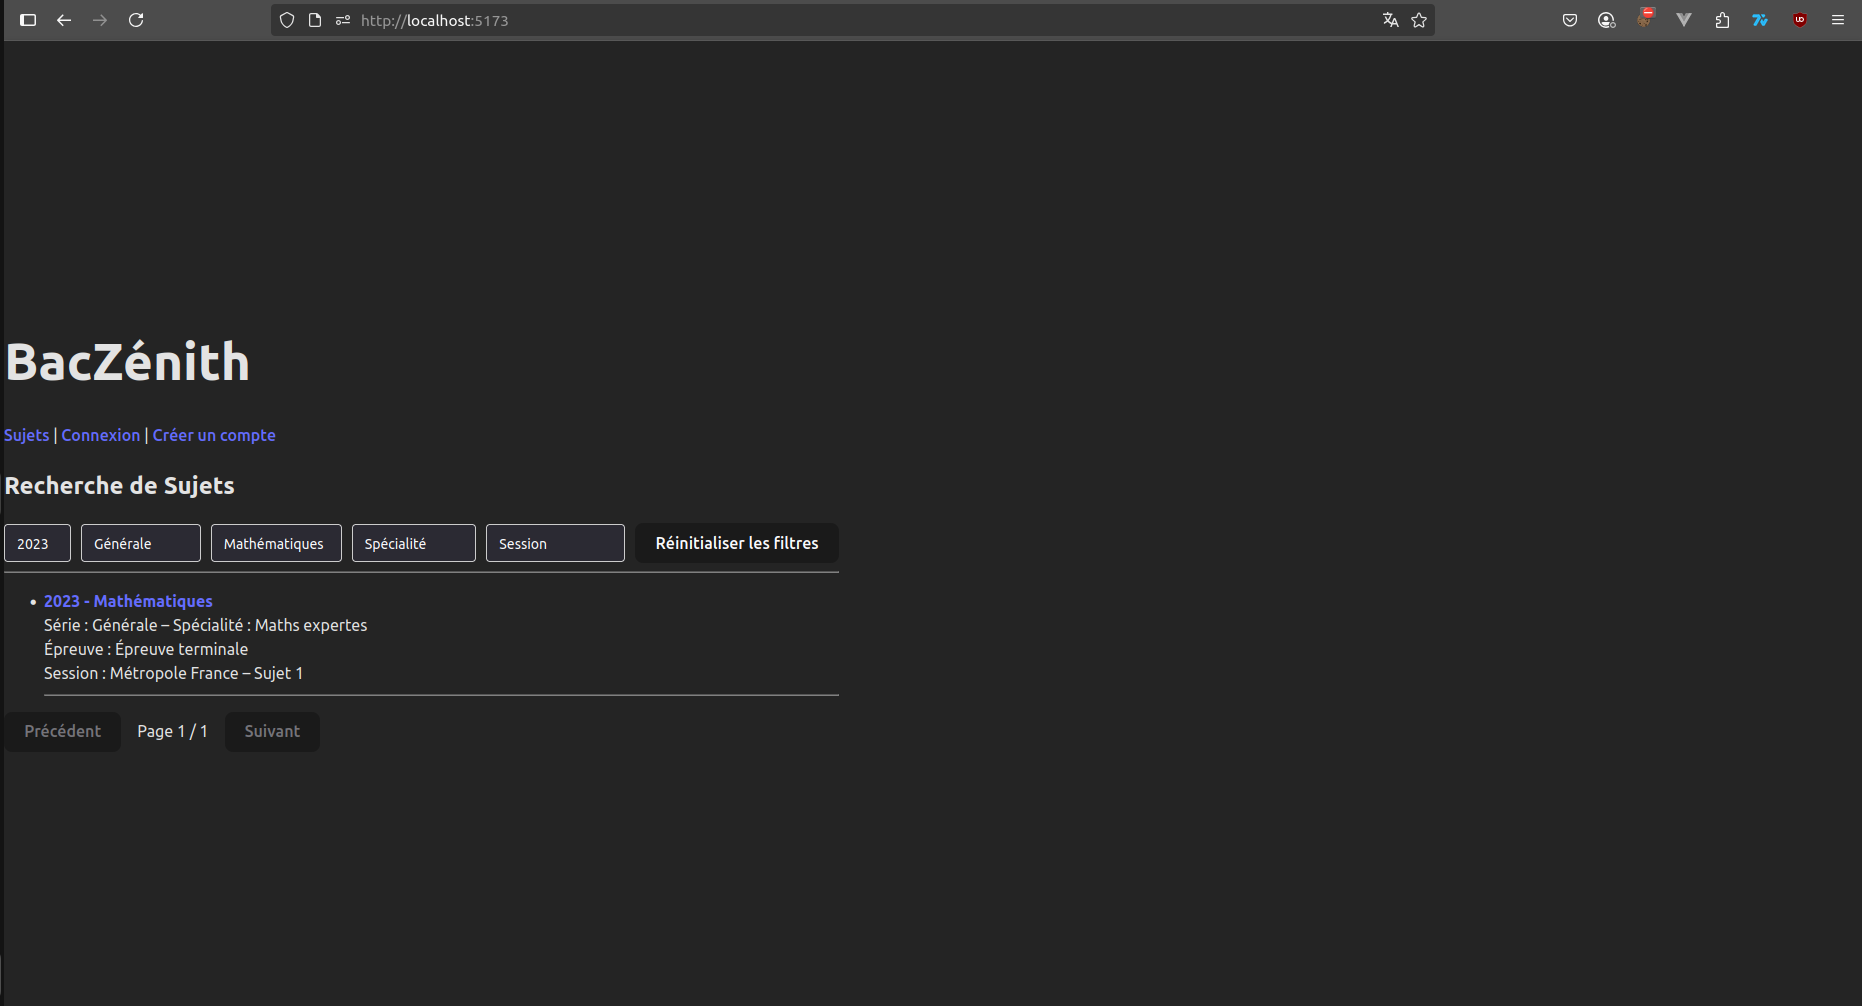 http://localhost:5173
BacZénith
Sujets | Connexion | Créer un compte
Recherche de Sujets
2023 Générale Mathématiques Spécialité Session Réinitialiser les filtres
• 2023 - Mathématiques
Série : Générale – Spécialité : Maths expertes
Épreuve : Épreuve terminale
Session : Métropole France – Sujet 1
Précédent Page 1 / 1 Suivant